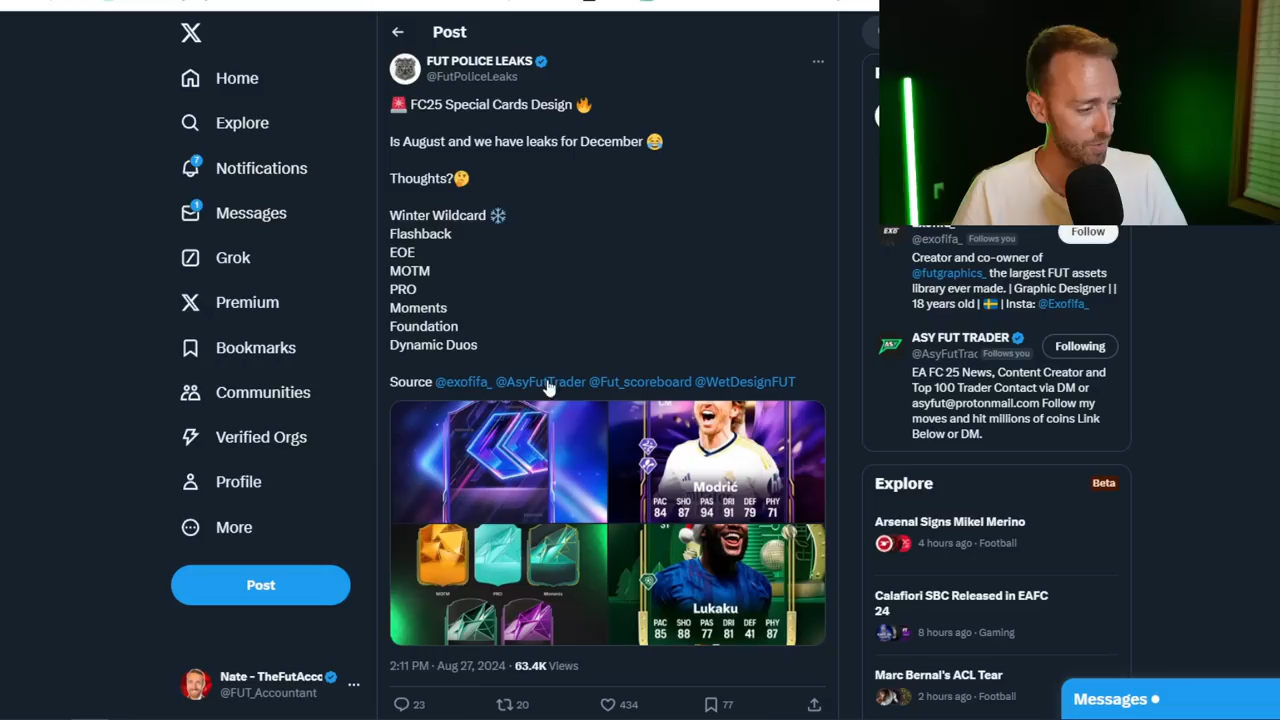 Home
Explore
Notifications
7
Messages
1
Grok
Premium
Bookmarks
Communities
Verified Orgs
Profile
More
Post
Nate - TheFutAcc
@FUT_Accountant
Post
FUT POLICE LEAKS
@FutPoliceLeaks
🚨 FC25 Special Cards Design 🔥
Is August and we have leaks for December 😂
Thoughts?🤔
Winter Wildcard ❄️
Flashback
EOE
MOTM
PRO
Moments
Foundation
Dynamic Duos
Source @exofifa_ @AsyFutTrader @Fut_scoreboard @WetDesignFUT
Modrić
PAC SHO PAS DRI DEF PHY
84 87 94 91 79 71
MOTM PRO Moments
Lukaku
PAC SHO PAS DRI DEF PHY
85 88 77 81 41 87
2:11 PM · Aug 27, 2024 · 63.4K Views
23 20 434 77
@exofifa_ Follows you
Follow
Creator and co-owner of
@futgraphics_ the largest FUT assets
library ever made. | Graphic Designer | |
18 years old | 🇸🇪 | Insta: @Exofifa_
ASY FUT TRADER
@AsyFutTrac Follows you
Following
EA FC 25 News, Content Creator and
Top 100 Trader Contact via DM or
asyfut@protonmail.com Follow my
moves and hit millions of coins Link
Below or DM.
Explore
Beta
Arsenal Signs Mikel Merino
4 hours ago · Football
Calafiori SBC Released in EAFC
24
8 hours ago · Gaming
Marc Bernal's ACL Tear
2 hours ago · Football
Messages